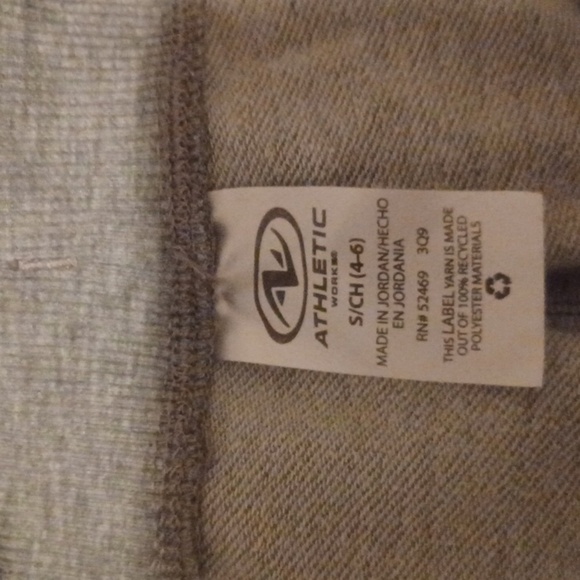 ATHLETIC
WORKS®
S/CH (4-6)
MADE IN JORDAN/HECHO
EN JORDANIA
RN# 52469 3Q9
THIS LABEL YARN IS MADE
OUT OF 100% RECYCLED
POLYESTER MATERIALS